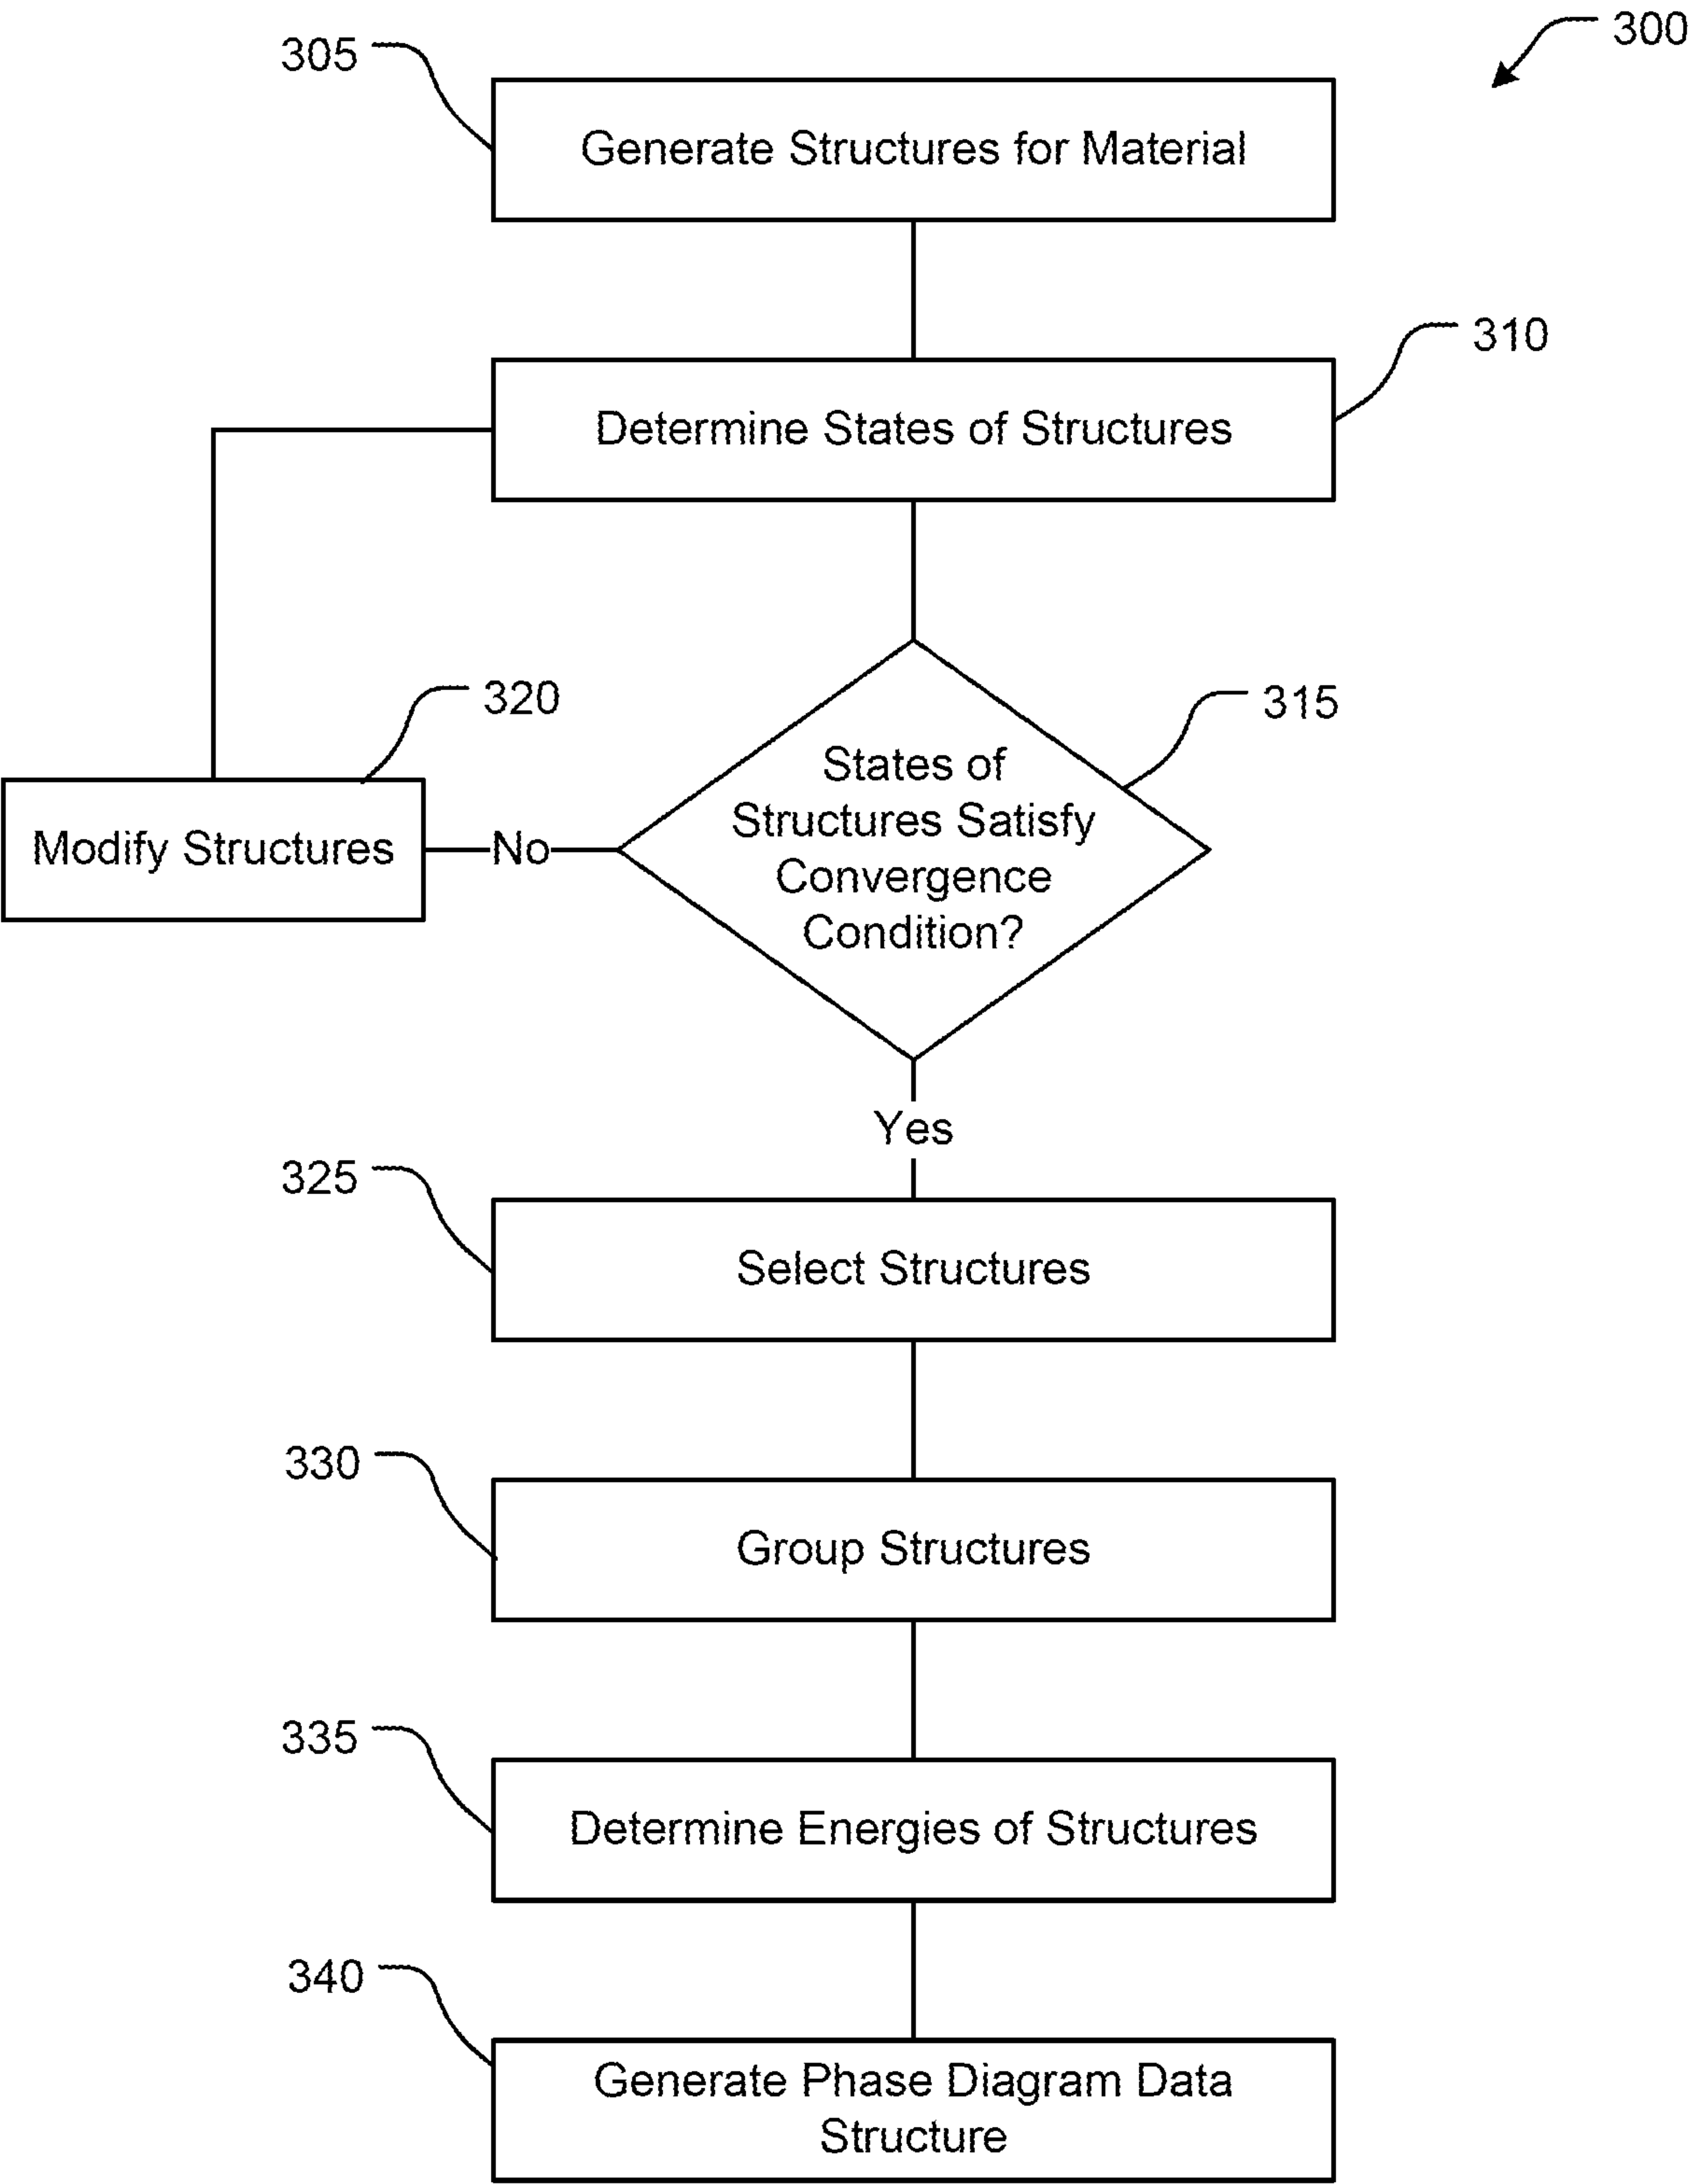 300
305
Generate Structures for Material
310
Determine States of Structures
320
315
States of
Structures Satisfy
Convergence
Condition?
Modify Structures
No
Yes
325
Select Structures
330
Group Structures
335
Determine Energies of Structures
340
Generate Phase Diagram Data
Structure